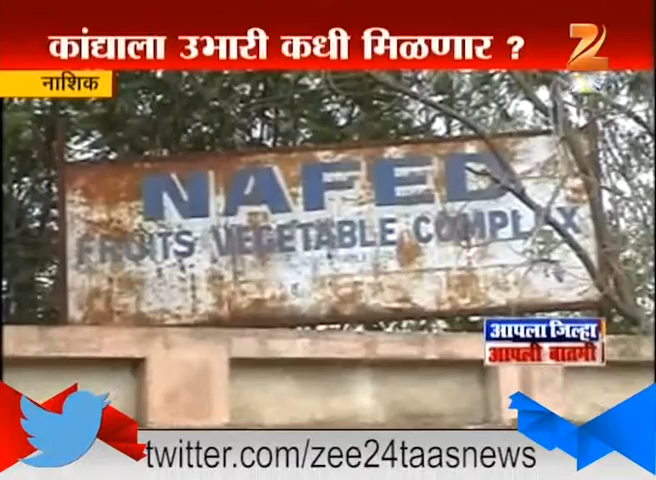 कांद्याला उभारी कधी मिळणार ?
नाशिक
NAFED
FRUITS VEGETABLE COMPLEX
आपला जिल्हा
आपली बातमी
twitter.com/zee24taasnews